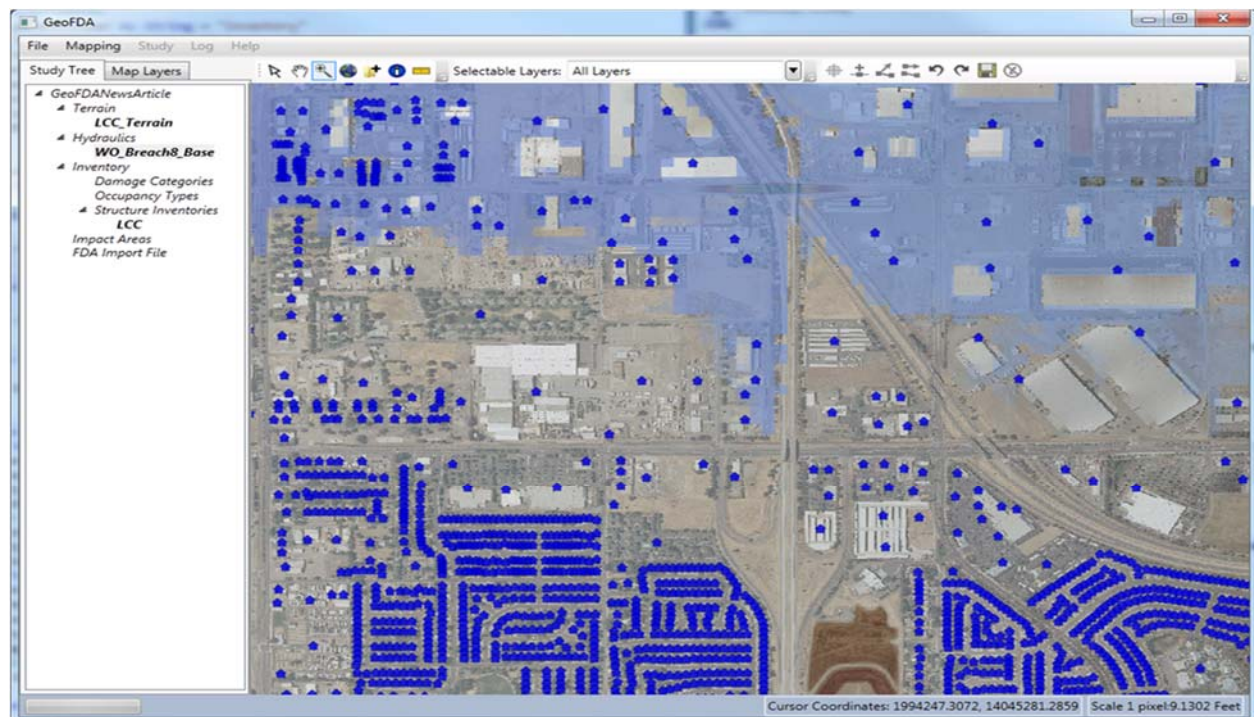 GeoFDA
File Mapping Study Log Help
Study Tree Map Layers Selectable Layers: All Layers
GeoFDANewsArticle
Terrain
LCC_Terrain
Hydraulics
WO_Breach8_Base
Inventory
Damage Categories
Occupancy Types
Structure Inventories
LCC
Impact Areas
FDA Import File
Cursor Coordinates: 1994247.3072, 14045281.2859 Scale 1 pixel:9.1302 Feet